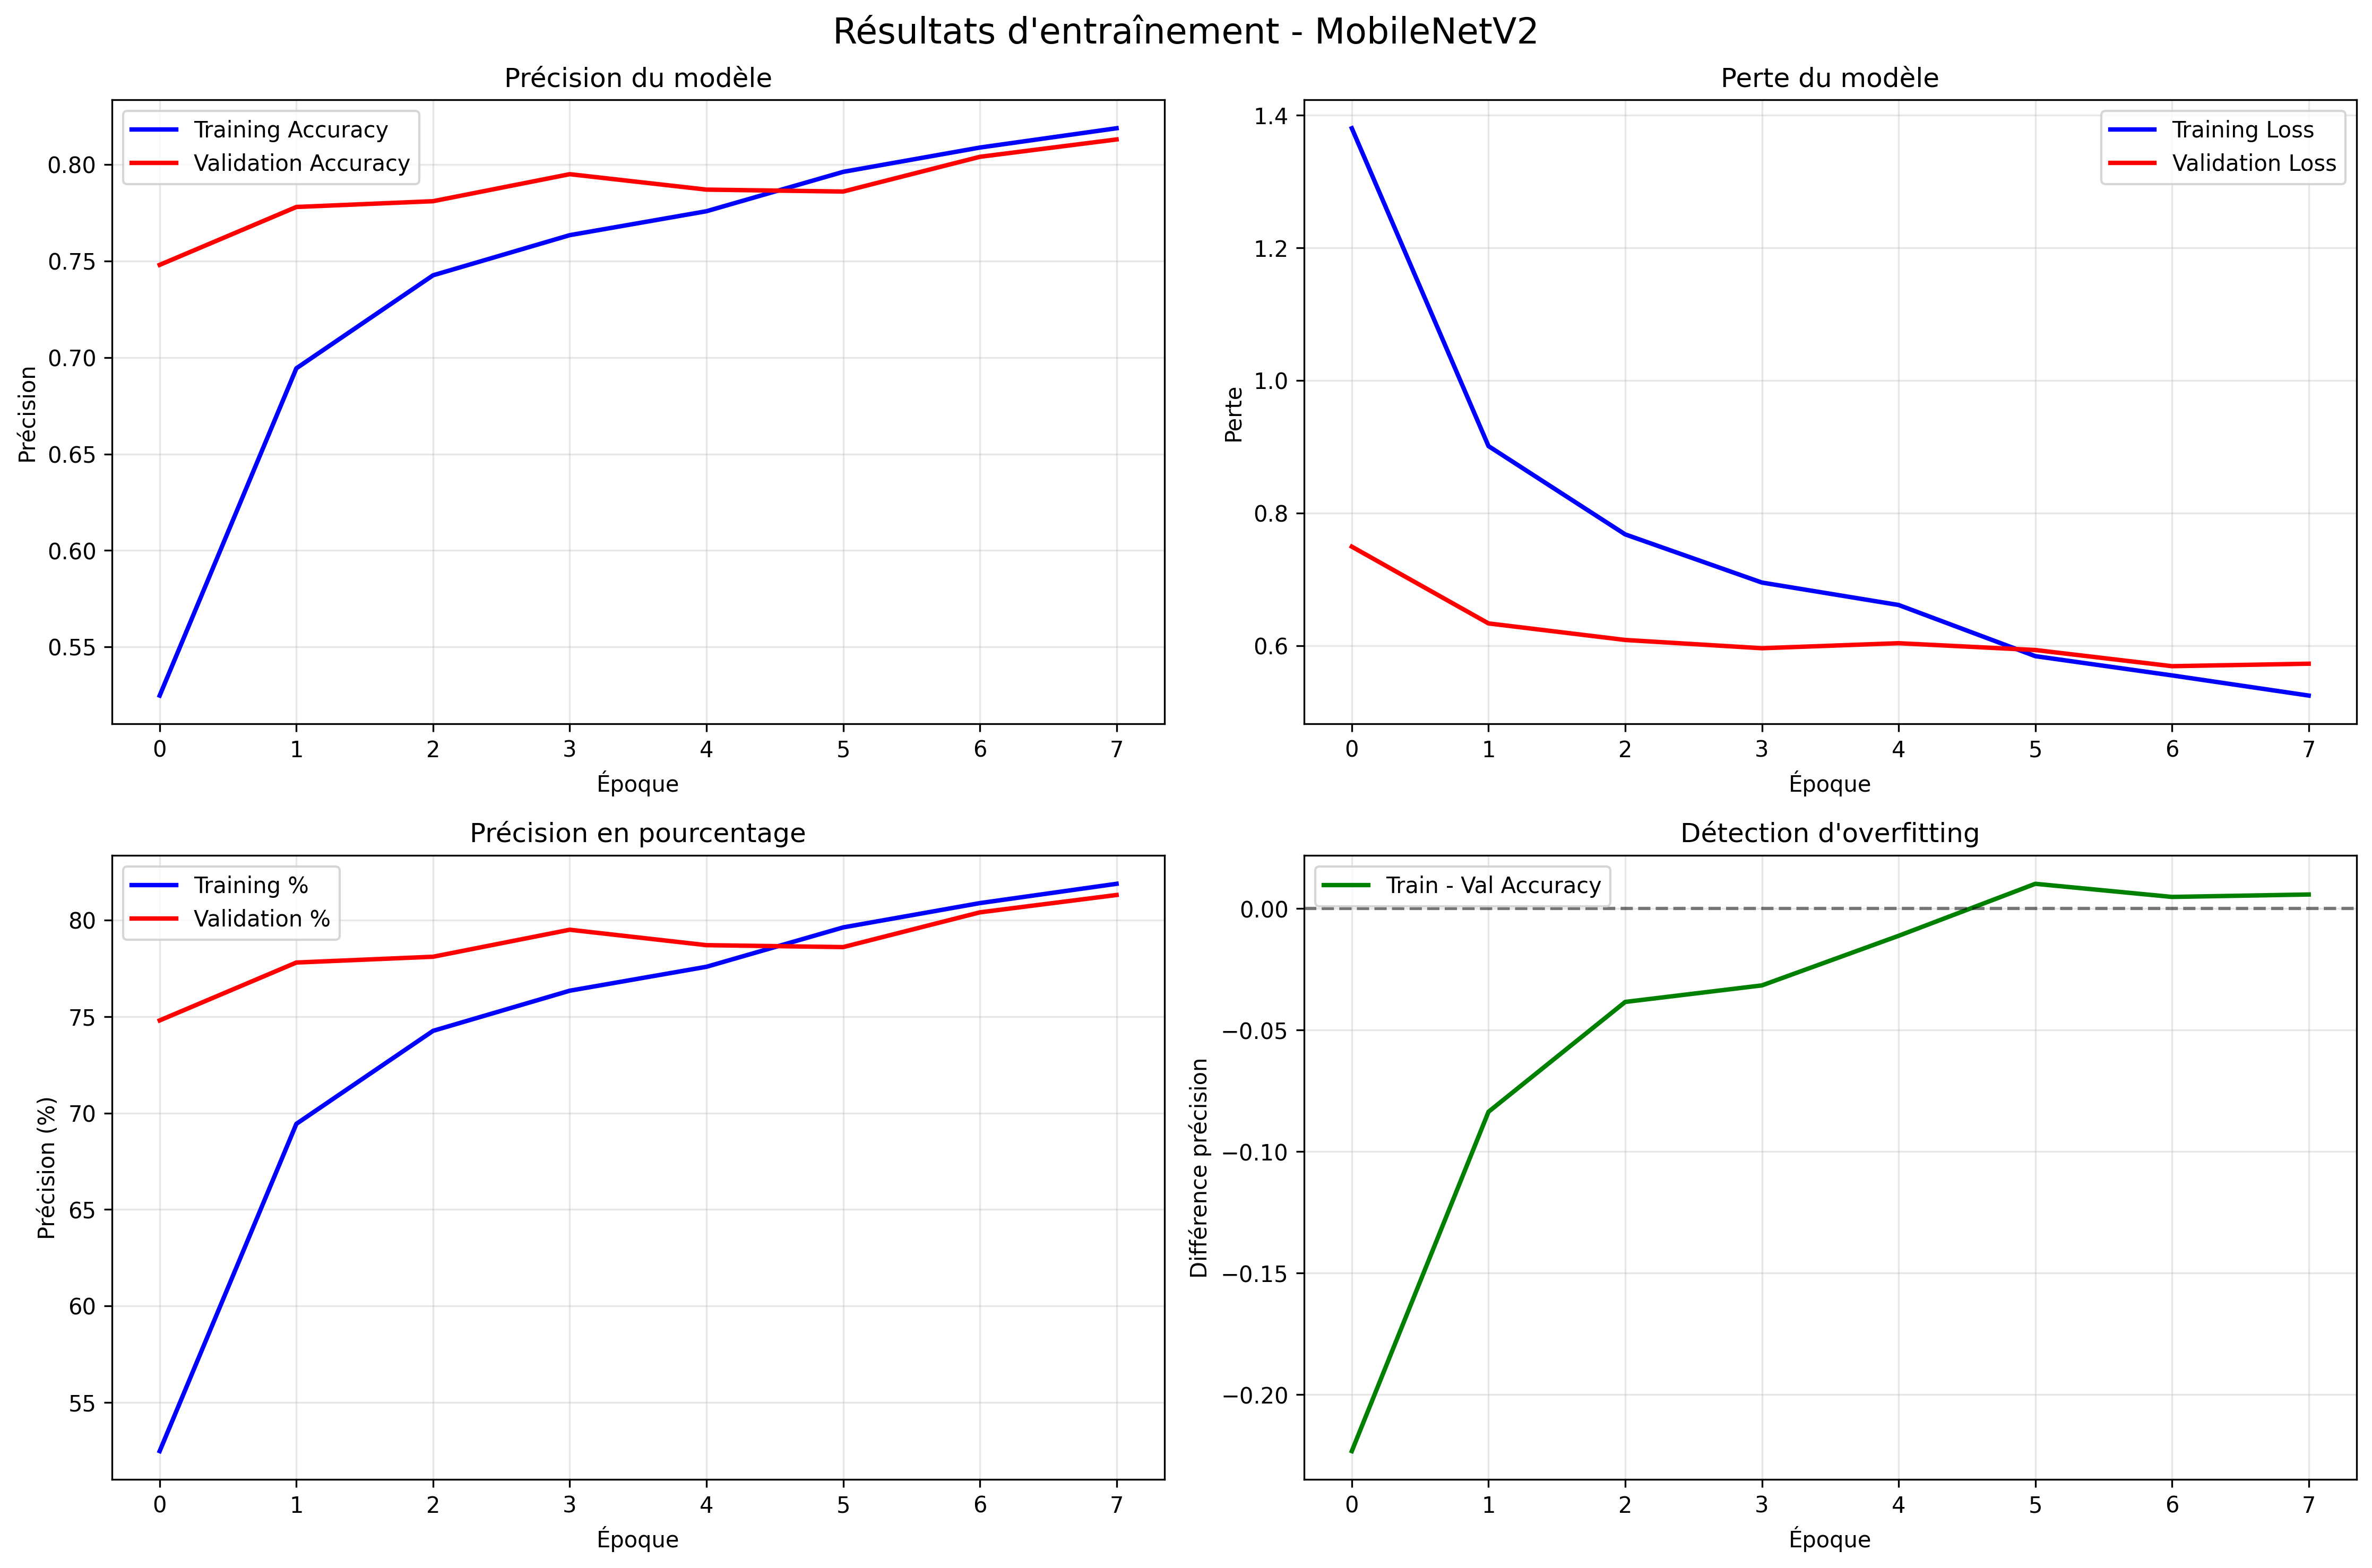 Résultats d'entraînement - MobileNetV2
Précision du modèle
Training Accuracy
Validation Accuracy
Précision
0.80
0.75
0.70
0.65
0.60
0.55
0 1 2 3 4 5 6 7
Époque
Perte du modèle
Training Loss
Validation Loss
Perte
1.4
1.2
1.0
0.8
0.6
0 1 2 3 4 5 6 7
Époque
Précision en pourcentage
Training %
Validation %
Précision (%)
80
75
70
65
60
55
0 1 2 3 4 5 6 7
Époque
Détection d'overfitting
Train - Val Accuracy
Différence précision
0.00
−0.05
−0.10
−0.15
−0.20
0 1 2 3 4 5 6 7
Époque